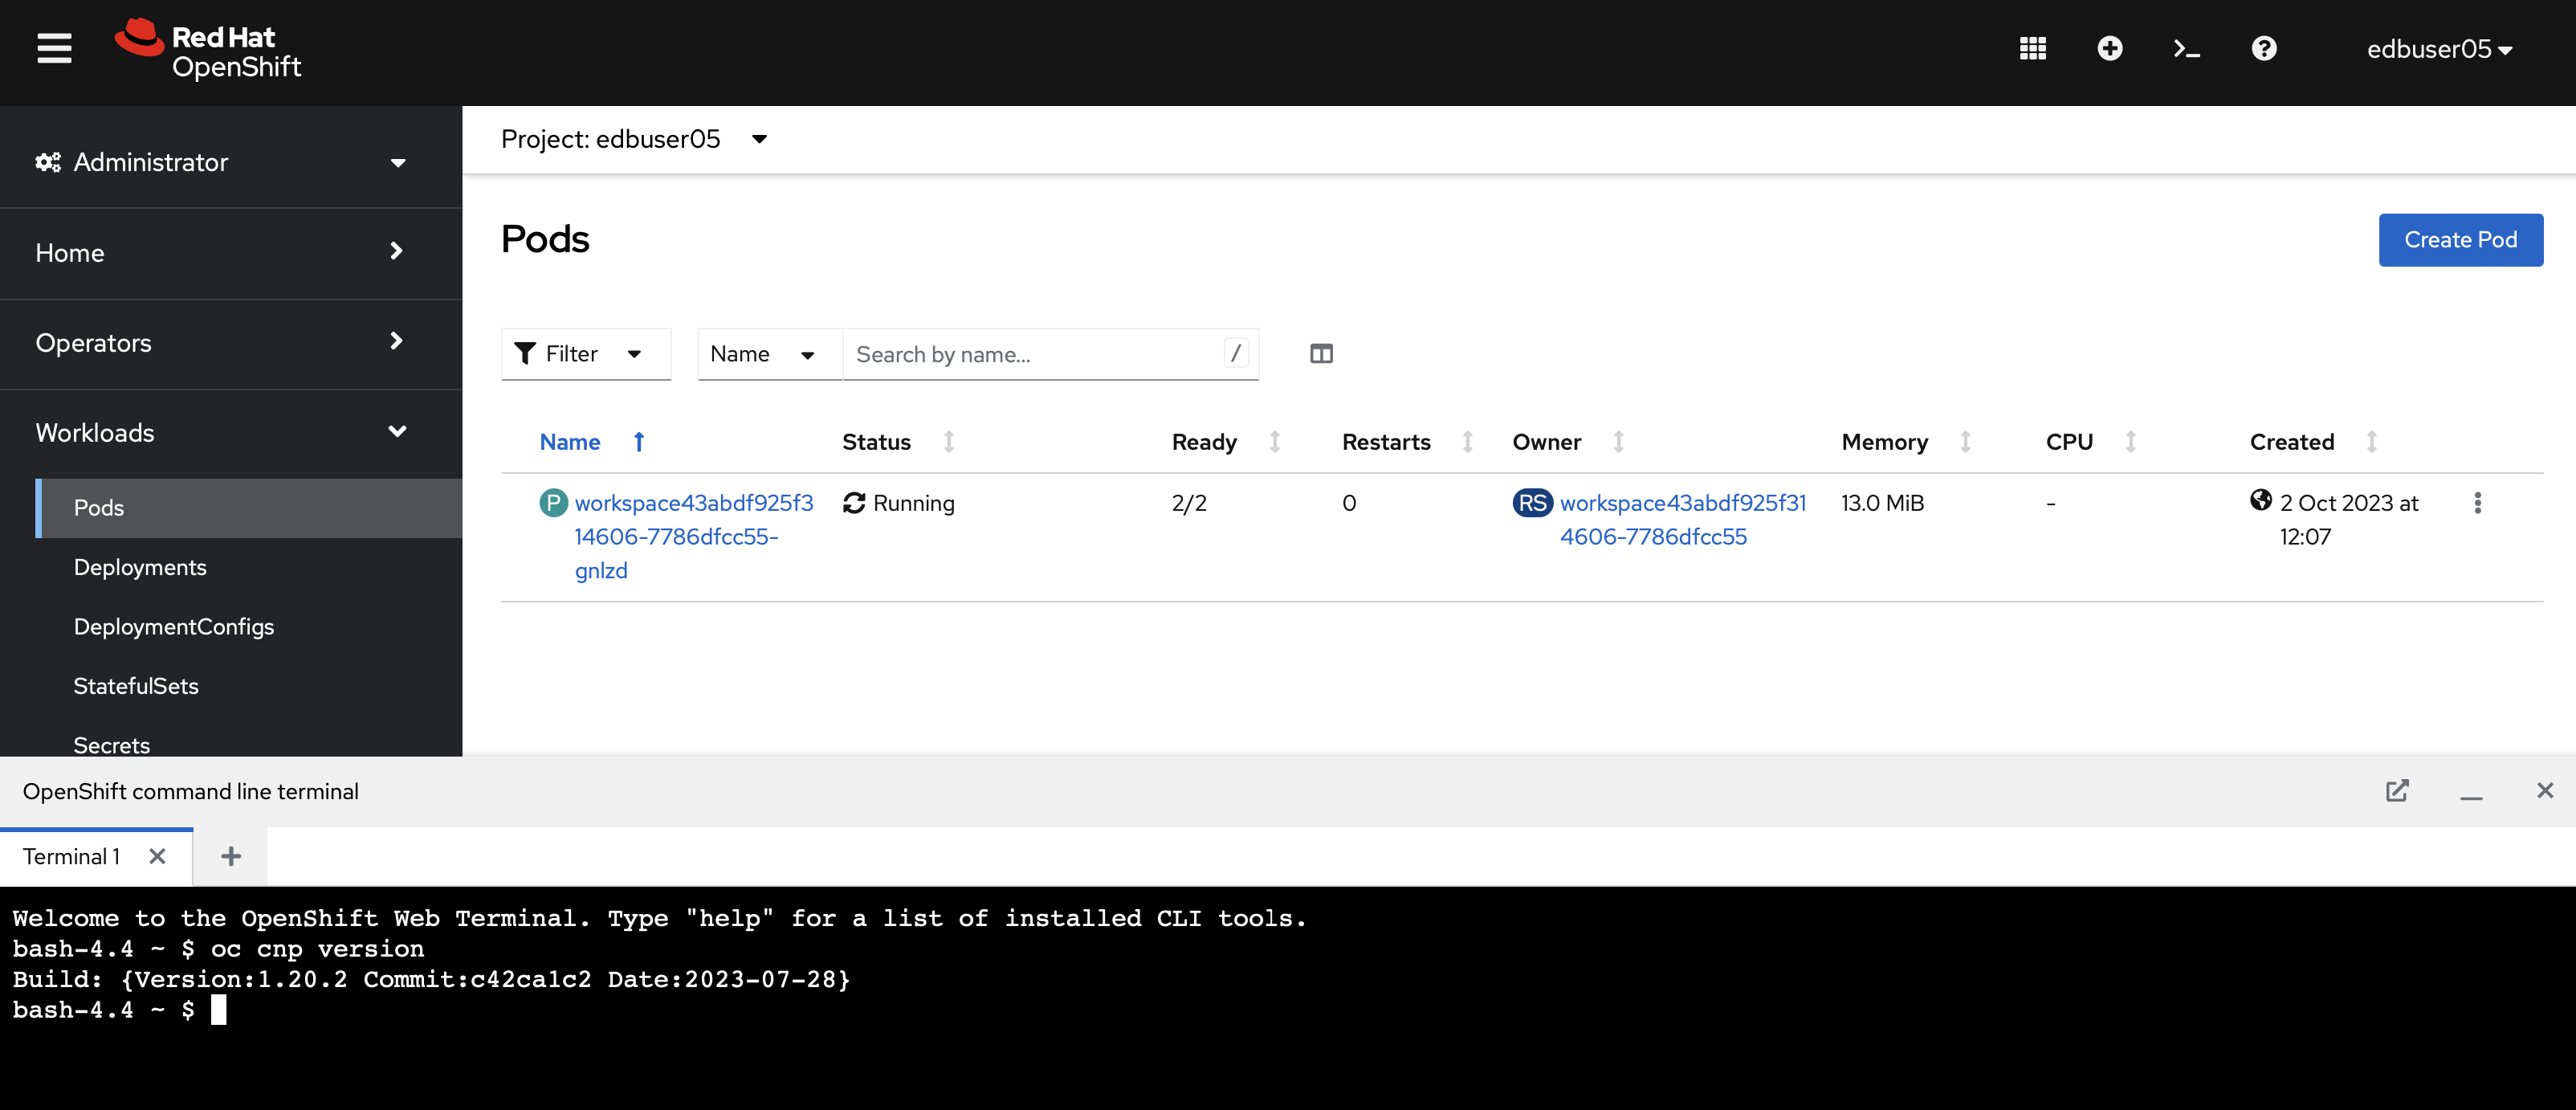 Red Hat
OpenShift
edbuser05
Administrator
Home
Operators
Workloads
Pods
Deployments
DeploymentConfigs
StatefulSets
Secrets
Project: edbuser05
Pods
Create Pod
Filter
Name
Search by name...
/
Name Status Ready Restarts Owner Memory CPU Created
P workspace43abdf925f3 Running 2/2 0 RS workspace43abdf925f31 13.0 MiB - 2 Oct 2023 at
14606-7786dfcc55- 4606-7786dfcc55 12:07
gnlzd
OpenShift command line terminal
Terminal 1
Welcome to the OpenShift Web Terminal. Type "help" for a list of installed CLI tools.
bash-4.4 ~ $ oc cnp version
Build: {Version:1.20.2 Commit:c42ca1c2 Date:2023-07-28}
bash-4.4 ~ $